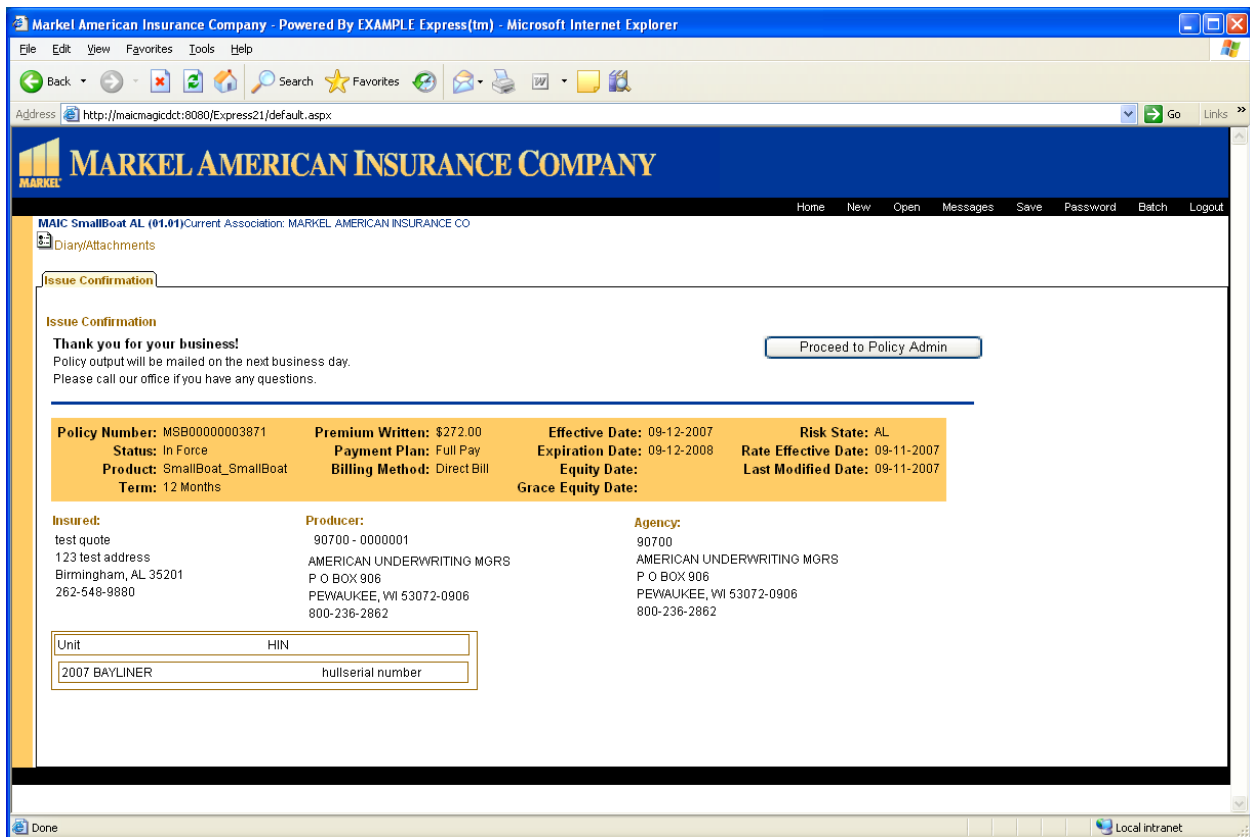 Markel American Insurance Company - Powered By EXAMPLE Express(tm) - Microsoft Internet Explorer
File Edit View Favorites Tools Help
Back Search Favorites
Address http://maicmagicdct:8080/Express21/default.aspx Go Links »
MARKEL MARKEL AMERICAN INSURANCE COMPANY
Home New Open Messages Save Password Batch Logout
MAIC SmallBoat AL (01.01)Current Association: MARKEL AMERICAN INSURANCE CO
Diary/Attachments
Issue Confirmation
Issue Confirmation
Thank you for your business!
Proceed to Policy Admin
Policy output will be mailed on the next business day.
Please call our office if you have any questions.
Policy Number: MSB00000003871 Premium Written: $272.00 Effective Date: 09-12-2007 Risk State: AL
Status: In Force Payment Plan: Full Pay Expiration Date: 09-12-2008 Rate Effective Date: 09-11-2007
Product: SmallBoat_SmallBoat Billing Method: Direct Bill Equity Date: Last Modified Date: 09-11-2007
Term: 12 Months Grace Equity Date:
Insured:
test quote
123 test address
Birmingham, AL 35201
262-548-9880
Producer:
90700 - 0000001
AMERICAN UNDERWRITING MGRS
P O BOX 906
PEWAUKEE, WI 53072-0906
800-236-2862
Agency:
90700
AMERICAN UNDERWRITING MGRS
P O BOX 906
PEWAUKEE, WI 53072-0906
800-236-2862
Unit HIN
2007 BAYLINER hullserial number
Done Local intranet